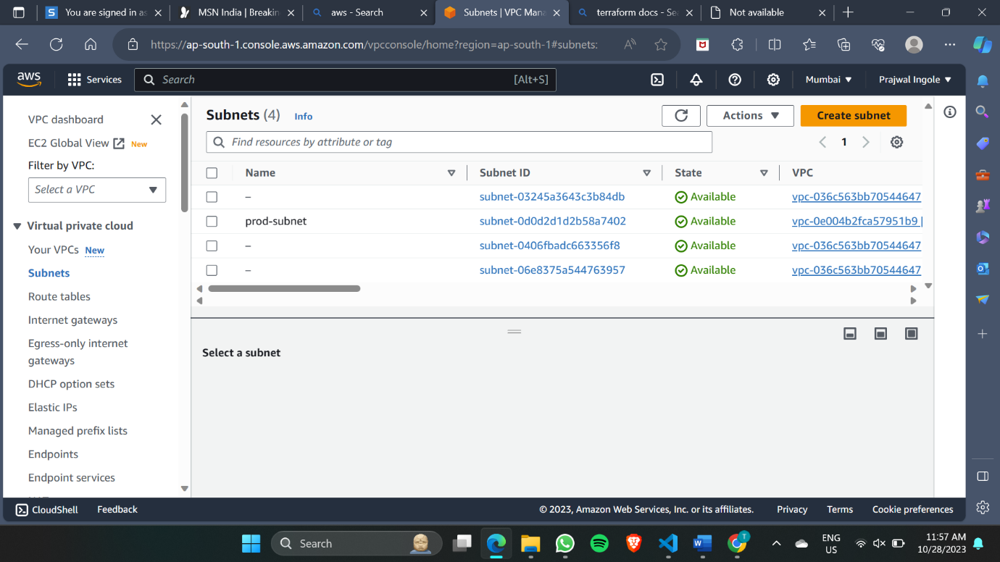 You are signed in as
MSN India | Breakin
aws - Search
Subnets | VPC Mana
terraform docs - Sea
Not available
https://ap-south-1.console.aws.amazon.com/vpcconsole/home?region=ap-south-1#subnets:
aws
Services
Search
[Alt+S]
Mumbai
Prajwal Ingole
VPC dashboard
EC2 Global View
New
Filter by VPC:
Select a VPC
Virtual private cloud
Your VPCs New
Subnets
Route tables
Internet gateways
Egress-only internet
gateways
DHCP option sets
Elastic IPs
Managed prefix lists
Endpoints
Endpoint services
Subnets (4) Info
Actions
Create subnet
Find resources by attribute or tag
1
Name Subnet ID State VPC
– subnet-03245a3643c3b84db Available vpc-036c563bb70544647
prod-subnet subnet-0d0d2d1d2b58a7402 Available vpc-0e004b2fca57951b9 |
– subnet-0406fbadc663356f8 Available vpc-036c563bb70544647
– subnet-06e8375a544763957 Available vpc-036c563bb70544647
Select a subnet
CloudShell
Feedback
© 2023, Amazon Web Services, Inc. or its affiliates.
Privacy
Terms
Cookie preferences
Search
T
ENG
US
11:57 AM
10/28/2023